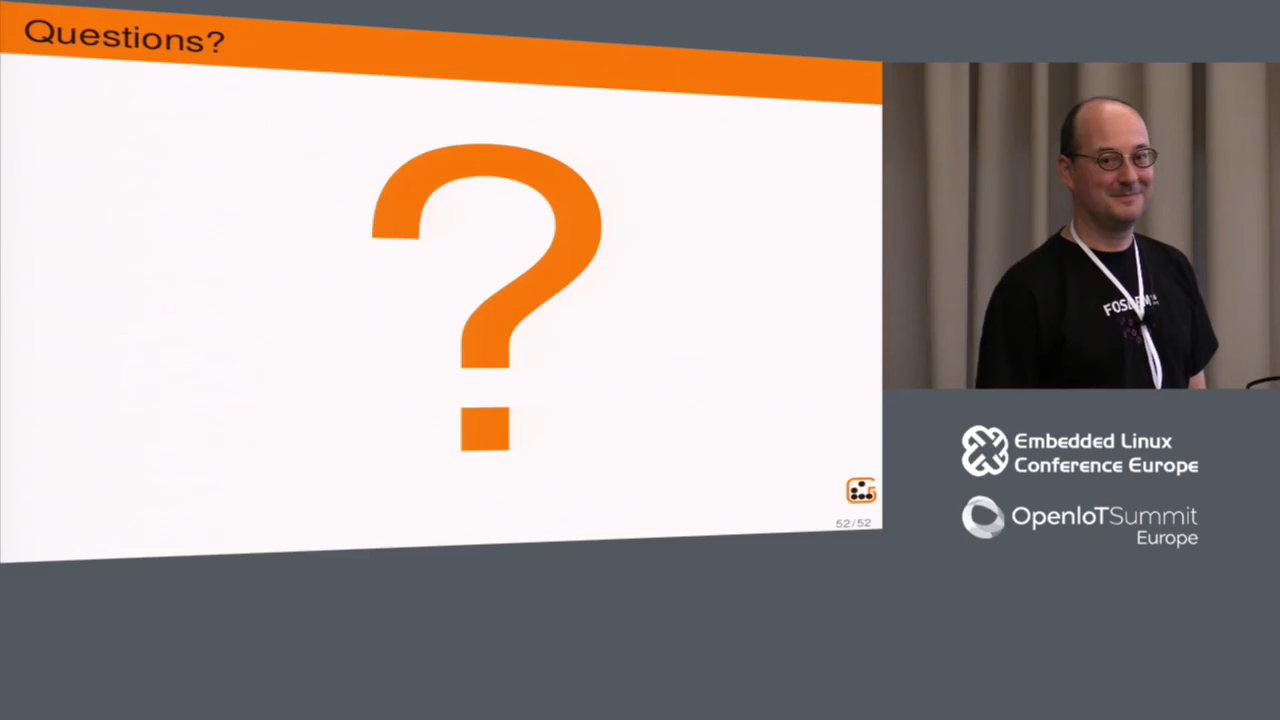 Questions?
?
52/52
Embedded Linux
Conference Europe
OpenIoTSummit
Europe